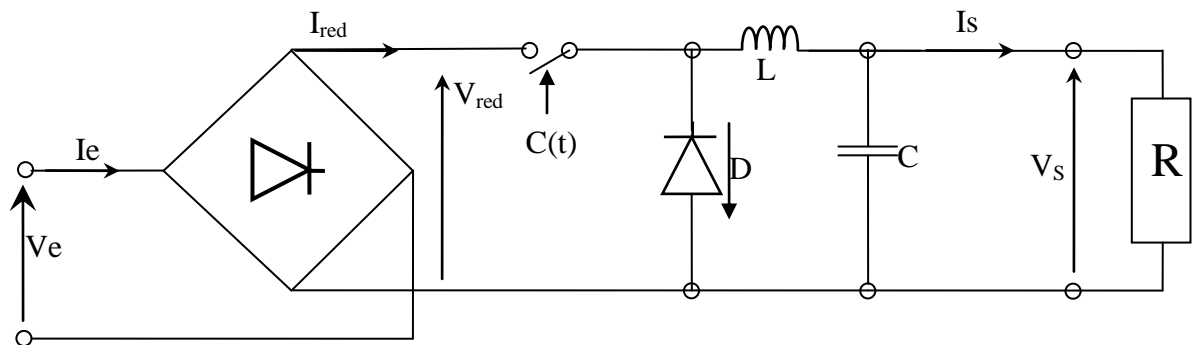 I_red
Is
V_red
L
C(t)
Ie
D
C
V_S
R
Ve